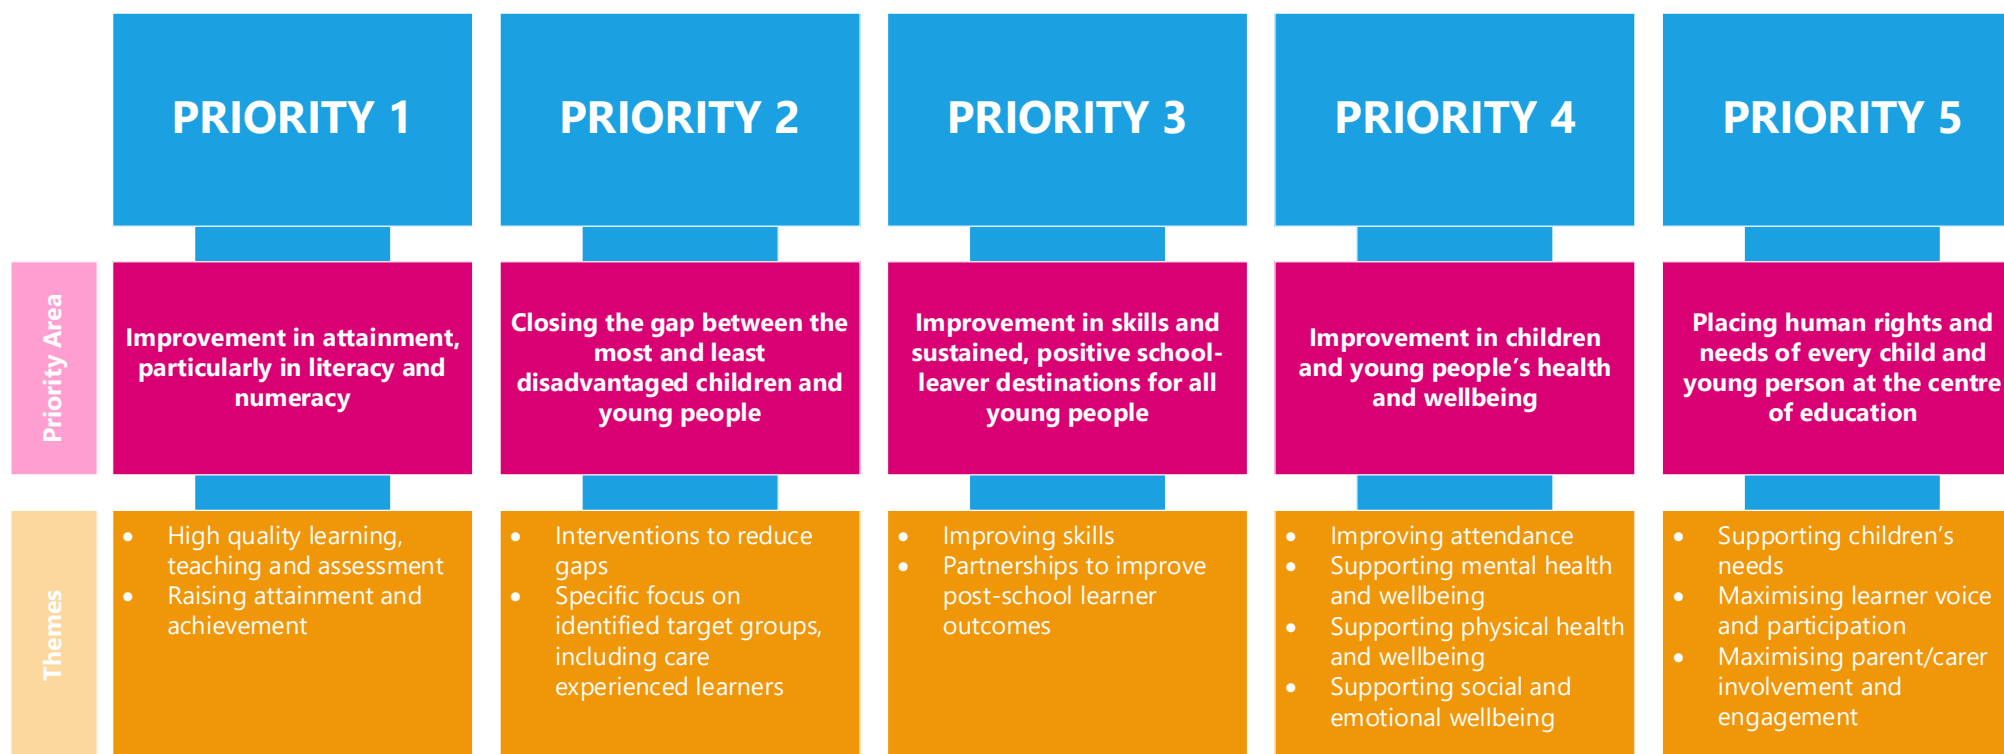 PRIORITY 1
PRIORITY 2
PRIORITY 3
PRIORITY 4
PRIORITY 5
Priority Area
Improvement in attainment,
particularly in literacy and
numeracy
Closing the gap between the
most and least
disadvantaged children and
young people
Improvement in skills and
sustained, positive school-
leaver destinations for all
young people
Improvement in children
and young people’s health
and wellbeing
Placing human rights and
needs of every child and
young person at the centre
of education
Themes
• High quality learning,
teaching and assessment
• Raising attainment and
achievement
• Interventions to reduce
gaps
• Specific focus on
identified target groups,
including care
experienced learners
• Improving skills
• Partnerships to improve
post-school learner
outcomes
• Improving attendance
• Supporting mental health
and wellbeing
• Supporting physical health
and wellbeing
• Supporting social and
emotional wellbeing
• Supporting children’s
needs
• Maximising learner voice
and participation
• Maximising parent/carer
involvement and
engagement